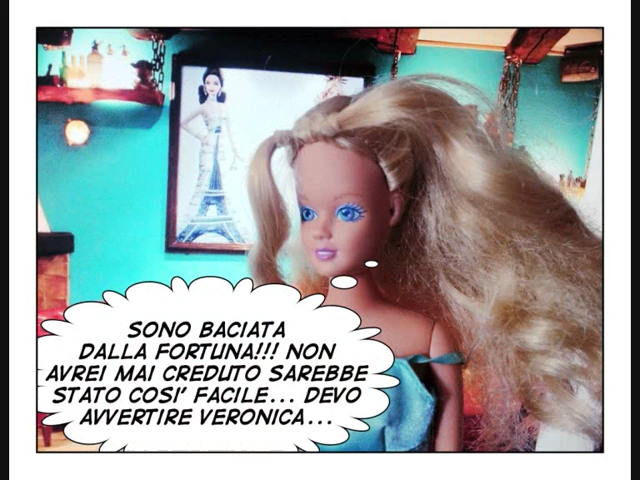 SONO BACIATA
DALLA FORTUNA!!! NON
AVREI MAI CREDUTO SAREBBE
STATO COSI' FACILE... DEVO
AVVERTIRE VERONICA...